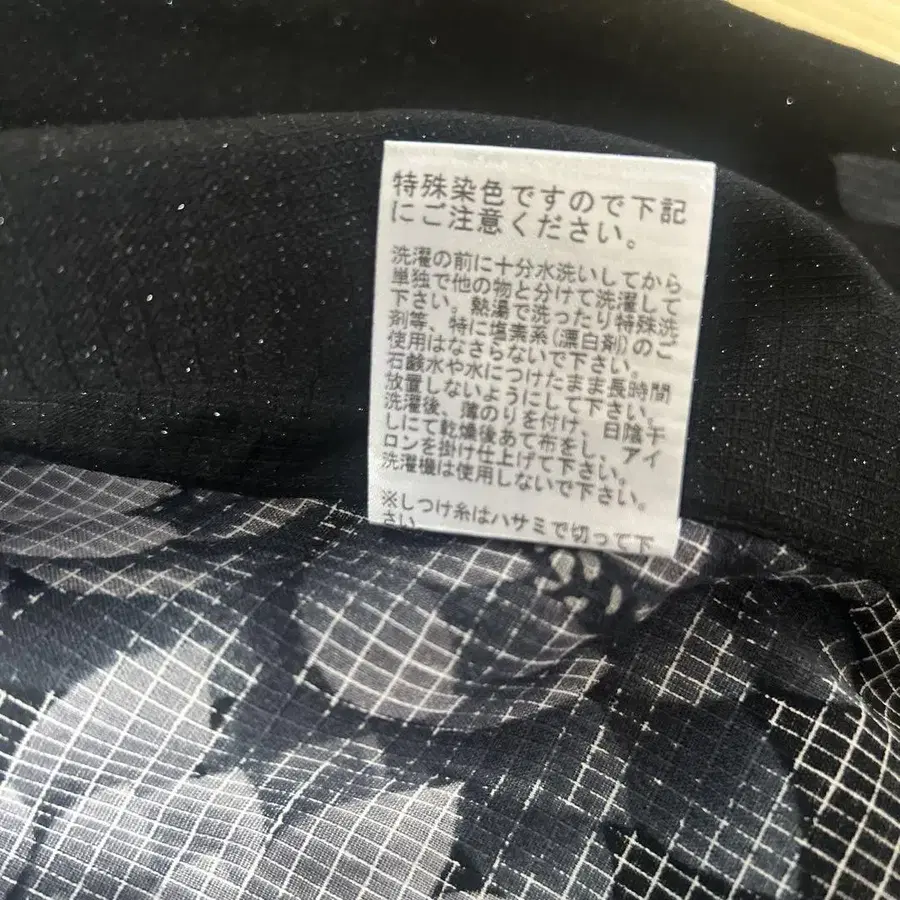 特殊染色ですので下記
にご注意ください。
洗濯の前に十分水洗いしてから
単独で他の物と分けて洗濯して
下さい。熱湯で洗ったり特殊洗
剤等、特に塩素系(漂白剤)のご
使用はなさらないで下さい。
石鹸水や水につけたまま長時間
放置しないようにして下さい。
洗濯後、薄のりを付け、日陰干
しにて乾燥後あて布をし、アイ
ロンを掛け仕上げて下さい。
洗濯機は使用しないで下さい。
※しつけ糸はハサミで切って下
さい